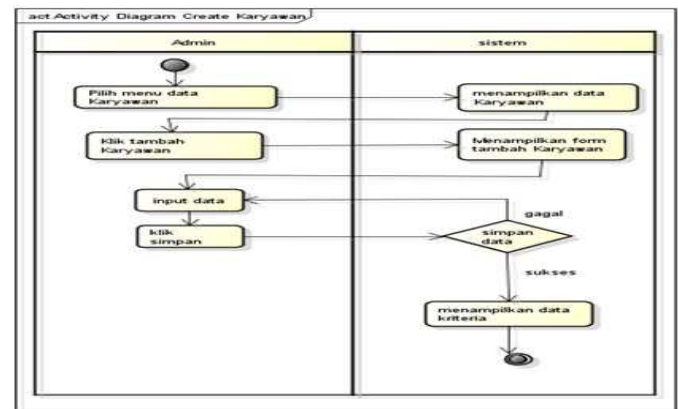 act Activity Diagram Create Karyawan
Admin
sistem
Pilih menu data
Karyawan
menampilkan data
Karyawan
Klik tambah
Karyawan
Menampilkan form
tambah Karyawan
input data
gagal
klik
simpan
simpan
data
sukses
menampilkan data
kriteria